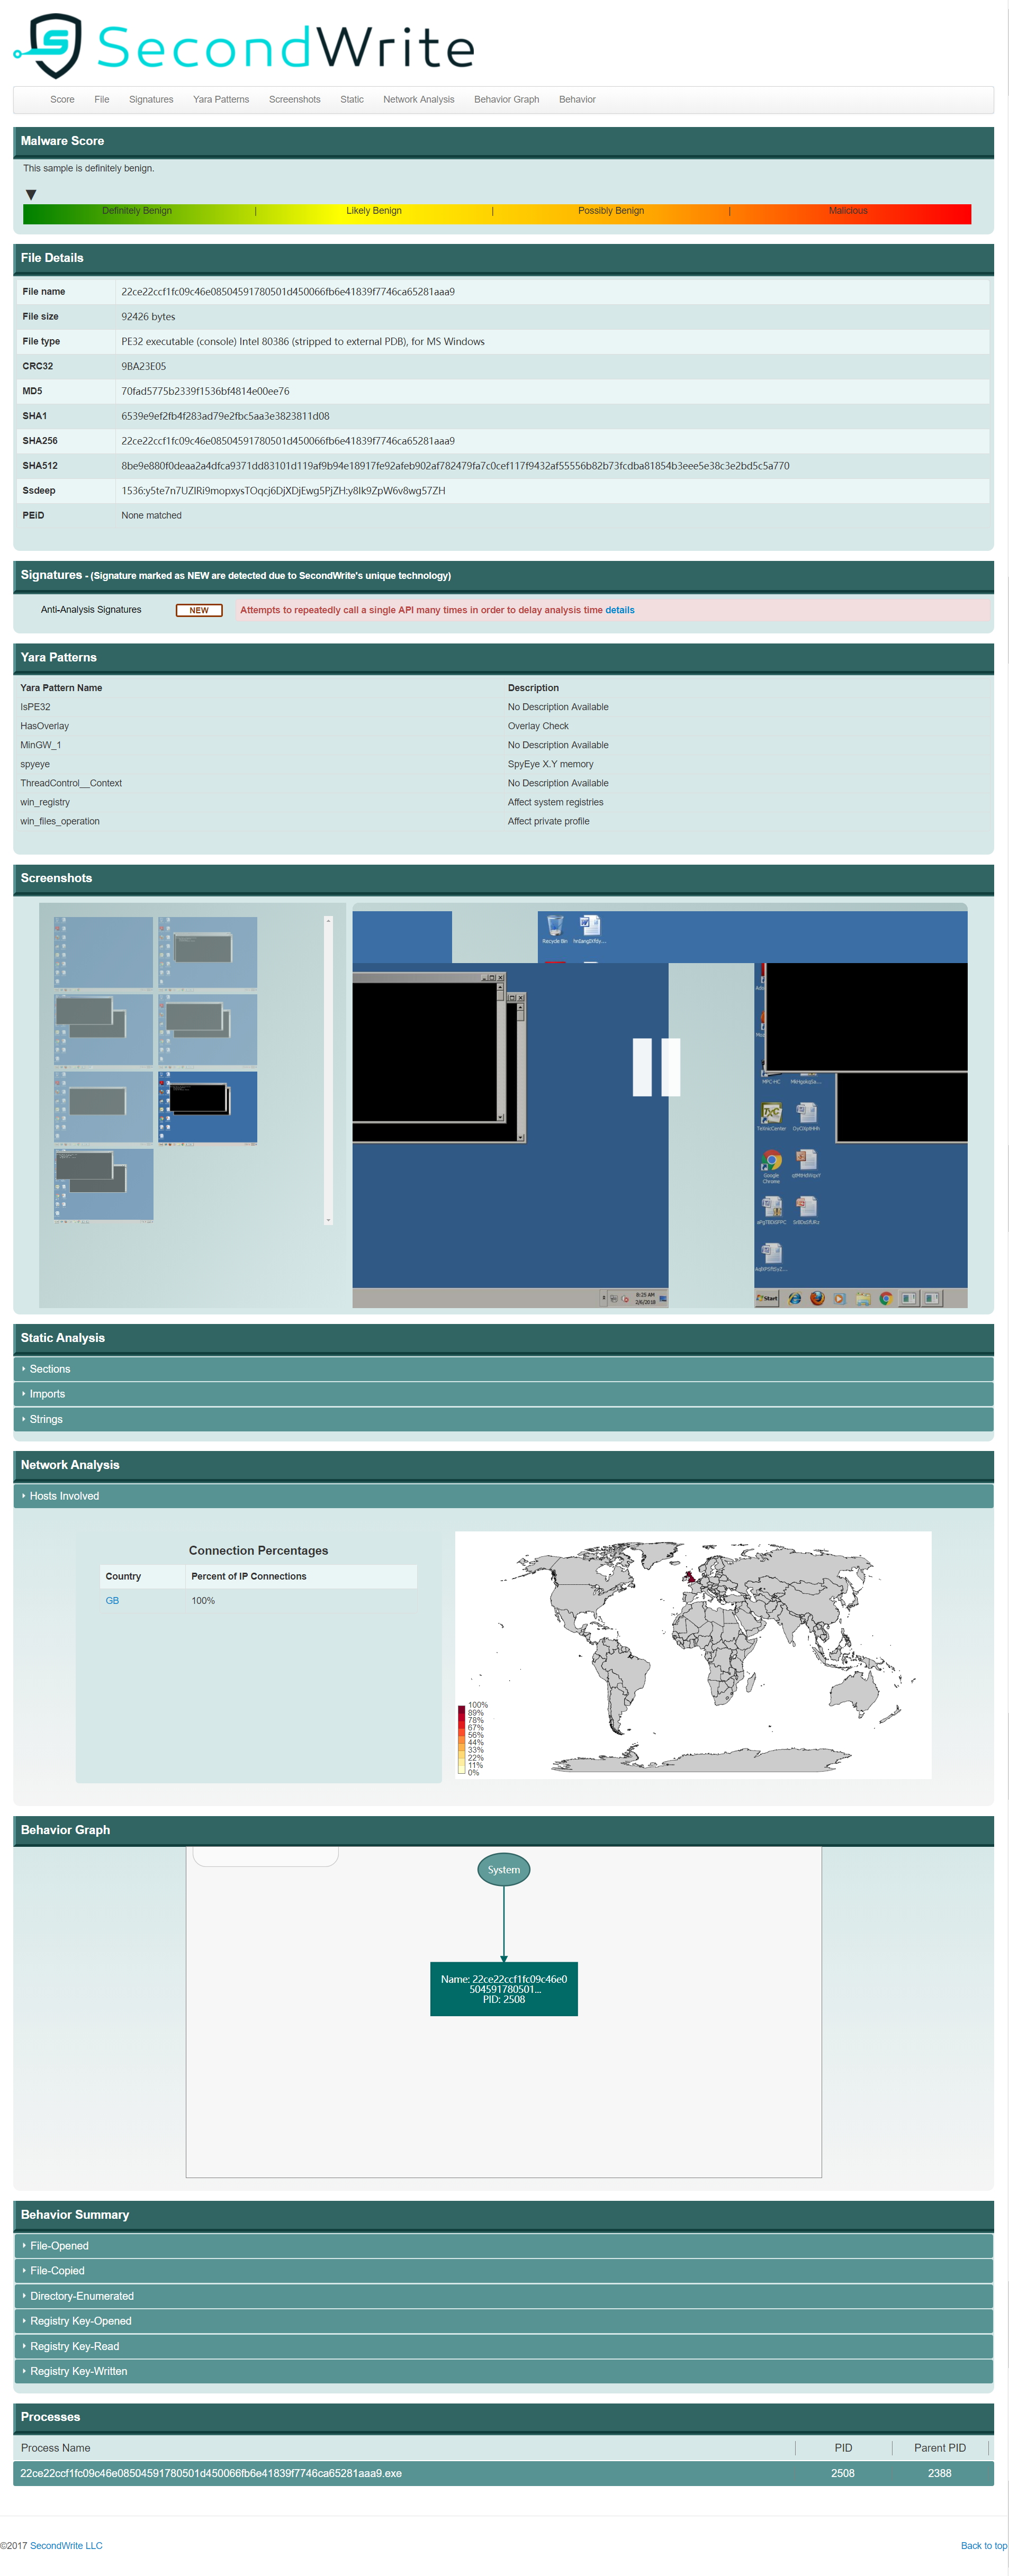 SecondWrite
Score File Signatures Yara Patterns Screenshots Static Network Analysis Behavior Graph Behavior
Malware Score
This sample is definitely benign.
Definitely Benign | Likely Benign | Possibly Benign | Malicious
File Details
File name 22ce22ccf1fc09c46e08504591780501d450066fb6e41839f7746ca65281aaa9
File size 92426 bytes
File type PE32 executable (console) Intel 80386 (stripped to external PDB), for MS Windows
CRC32 9BA23E05
MD5 70fad5775b2339f1536bf4814e00ee76
SHA1 6539e9ef2fb4f283ad79e2fbc5aa3e3823811d08
SHA256 22ce22ccf1fc09c46e08504591780501d450066fb6e41839f7746ca65281aaa9
SHA512 8be9e880f0deaa2a4dfca9371dd83101d119af9b94e18917fe92afeb902af782479fa7c0cef117f9432af55556b82b73fcdba81854b3eee5e38c3e2bd5c5a770
Ssdeep 1536:y5te7n7UZIRi9mopxysTOqcj6DjXDjEwg5PjZH:y8Ik9ZpW6v8wg57ZH
PEiD None matched
Signatures - (Signature marked as NEW are detected due to SecondWrite's unique technology)
Anti-Analysis Signatures NEW Attempts to repeatedly call a single API many times in order to delay analysis time details
Yara Patterns
Yara Pattern Name Description
IsPE32 No Description Available
HasOverlay Overlay Check
MinGW_1 No Description Available
spyeye SpyEye X.Y memory
ThreadControl__Context No Description Available
win_registry Affect system registries
win_files_operation Affect private profile
Screenshots
Recycle Bin
MPC-HC
TeXnicCenter
Google
Chrome
8:25 AM
2/6/2018
Start
Static Analysis
Sections
Imports
Strings
Network Analysis
Hosts Involved
Connection Percentages
Country Percent of IP Connections
GB 100%
100%
89%
78%
67%
56%
44%
33%
22%
11%
0%
Behavior Graph
System
Name: 22ce22ccf1fc09c46e0
504591780501...
PID: 2508
Behavior Summary
File-Opened
File-Copied
Directory-Enumerated
Registry Key-Opened
Registry Key-Read
Registry Key-Written
Processes
Process Name PID Parent PID
22ce22ccf1fc09c46e08504591780501d450066fb6e41839f7746ca65281aaa9.exe 2508 2388
©2017 SecondWrite LLC Back to top